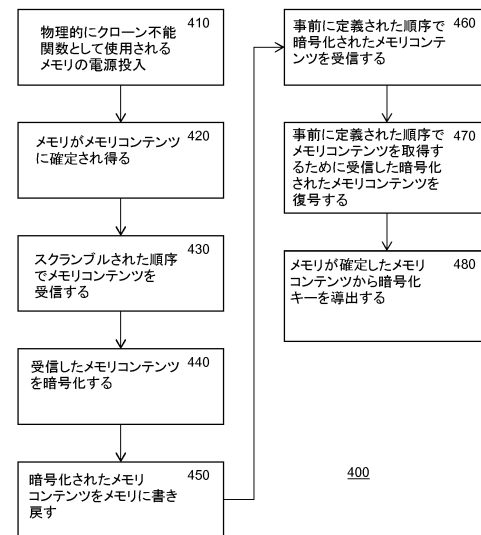 物理的にクローン不能 410
関数として使用される
メモリの電源投入
メモリがメモリコンテンツ 420
に確定され得る
スクランブルされた順序 430
でメモリコンテンツを
受信する
受信したメモリコンテンツ 440
を暗号化する
暗号化されたメモリ 450
コンテンツをメモリに書き
戻す
事前に定義された順序で 460
暗号化されたメモリコンテ
ンツを受信する
事前に定義された順序で 470
メモリコンテンツを取得す
るために受信した暗号化
されたメモリコンテンツを
復号する
メモリが確定したメモリ 480
コンテンツから暗号化
キーを導出する
400